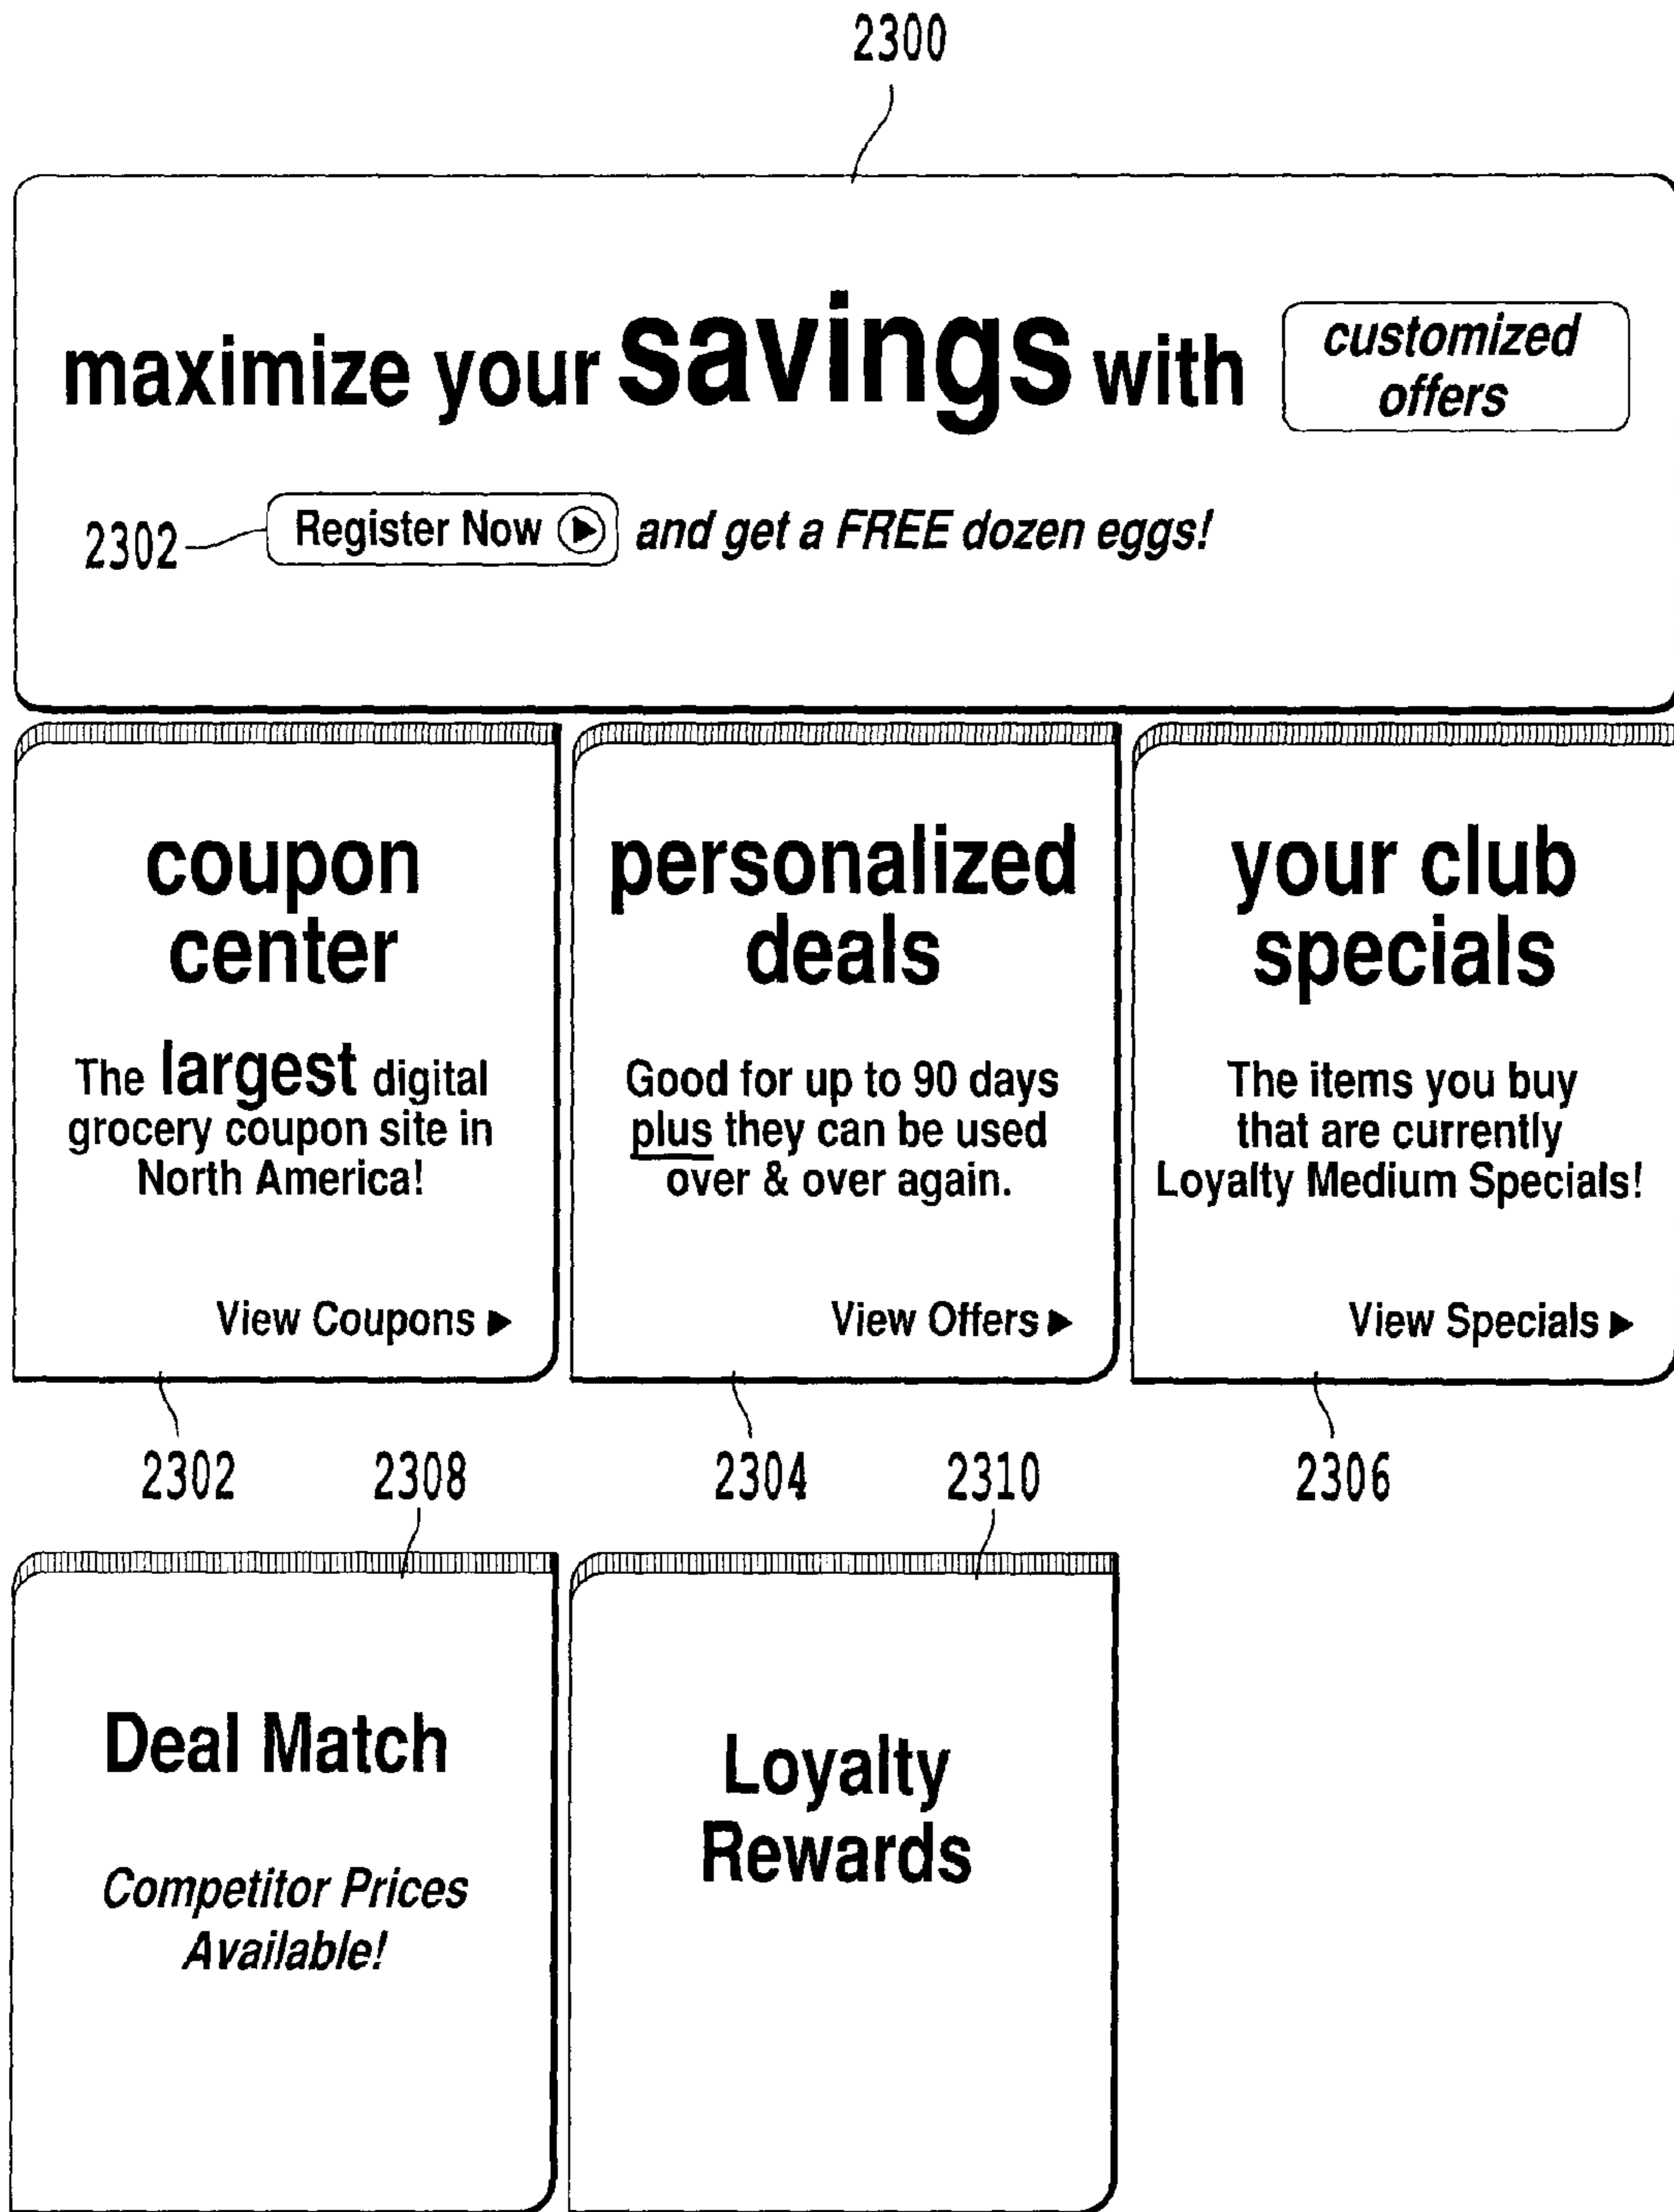 2300
maximize your savings with customized
offers
2302 Register Now and get a FREE dozen eggs!
coupon
center
The largest digital
grocery coupon site in
North America!
View Coupons
personalized
deals
Good for up to 90 days
plus they can be used
over & over again.
View Offers
your club
specials
The items you buy
that are currently
Loyalty Medium Specials!
View Specials
2302 2308 2304 2310 2306
Deal Match
Competitor Prices
Available!
Loyalty
Rewards